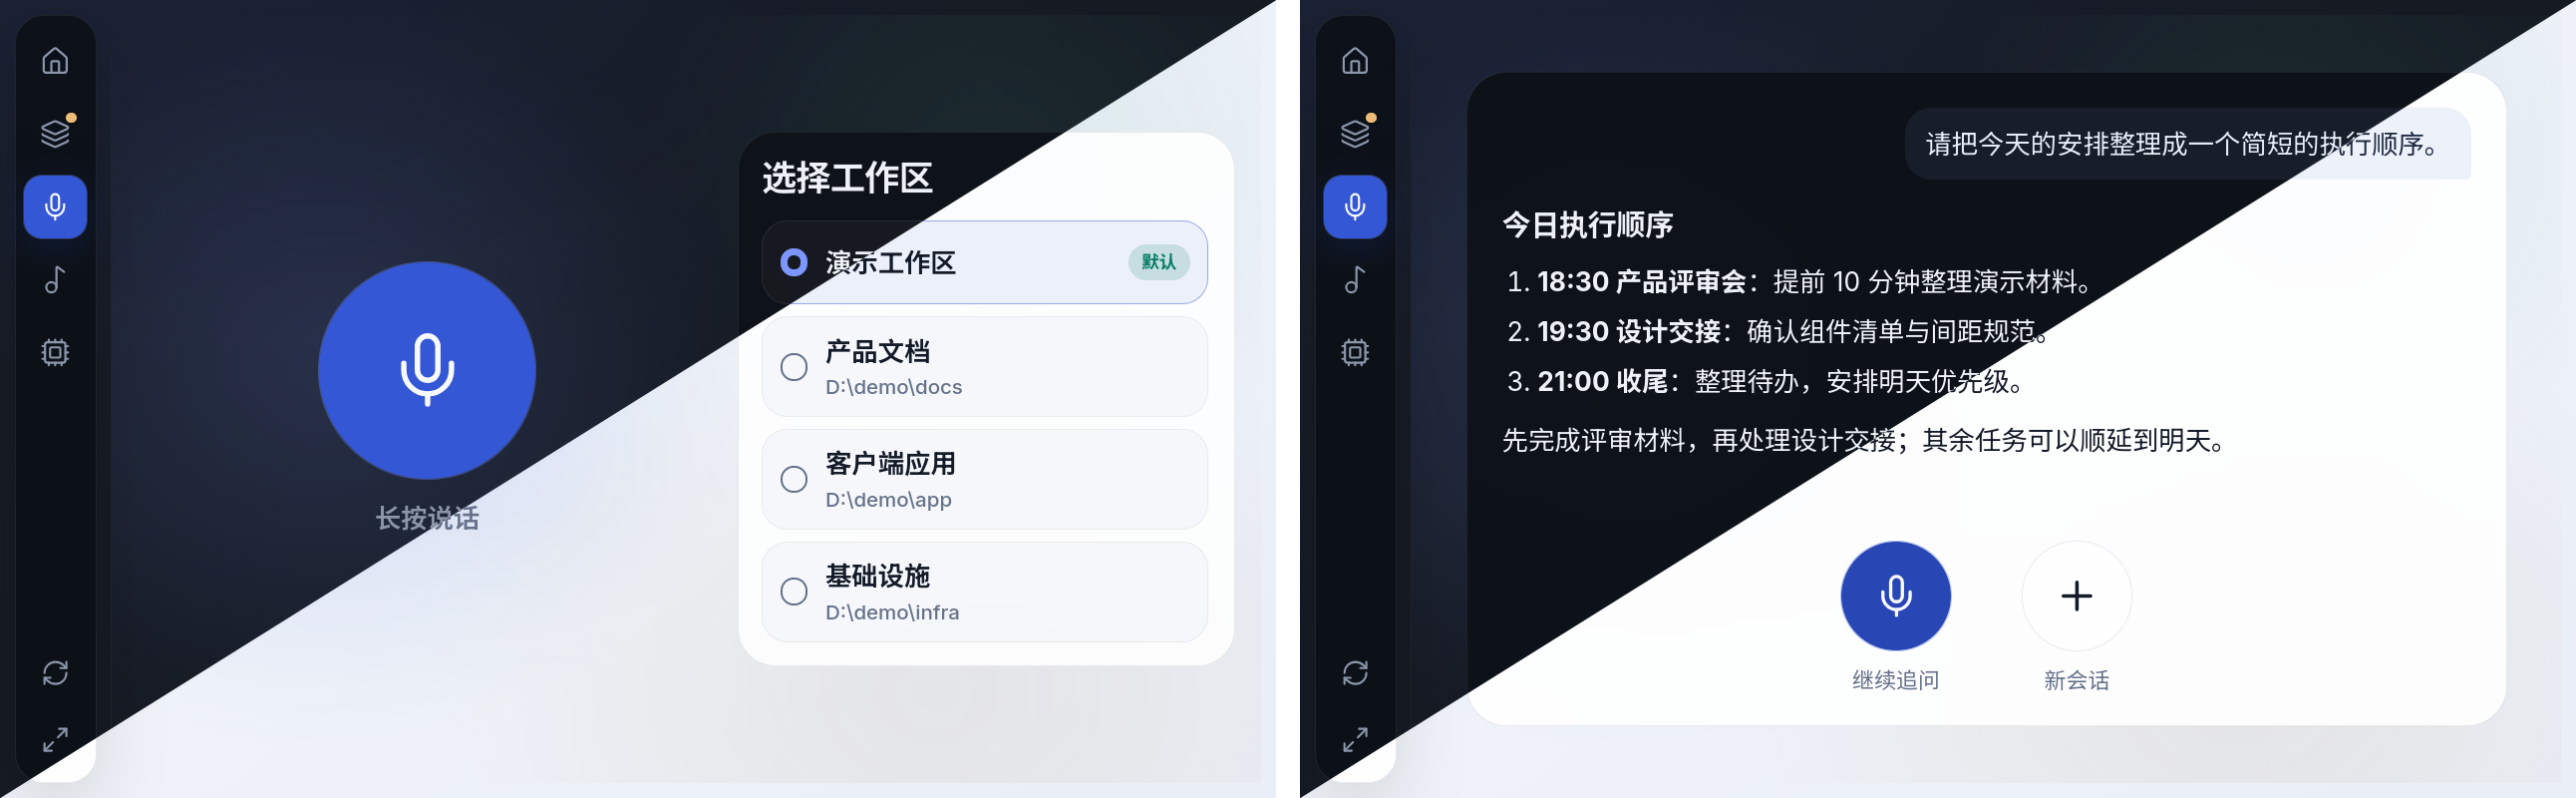 选择工作区
演示工作区 默认
产品文档
D:\demo\docs
客户端应用
D:\demo\app
基础设施
D:\demo\infra
长按说话
请把今天的安排整理成一个简短的执行顺序。
今日执行顺序
1. 18:30 产品评审会：提前 10 分钟整理演示材料。
2. 19:30 设计交接：确认组件清单与间距规范。
3. 21:00 收尾：整理待办，安排明天优先级。
先完成评审材料，再处理设计交接；其余任务可以顺延到明天。
继续追问 新会话